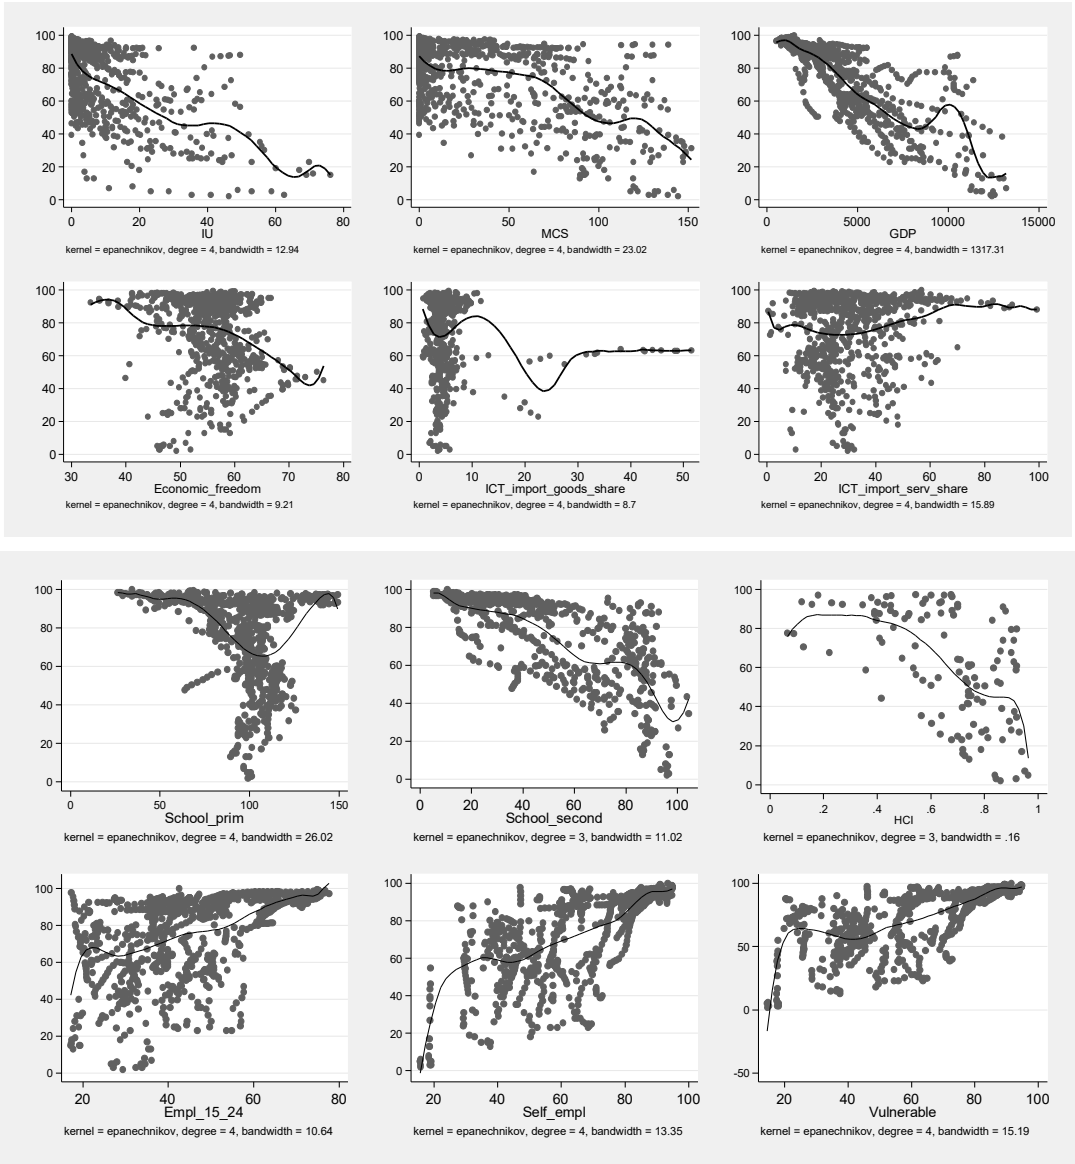 100
80
60
40
20
0
0 20 40 60 80
IU
kernel = epanechnikov, degree = 4, bandwidth = 12.94
100
80
60
40
20
0
0 50 100 150
MCS
kernel = epanechnikov, degree = 4, bandwidth = 23.02
100
80
60
40
20
0
0 5000 10000 15000
GDP
kernel = epanechnikov, degree = 4, bandwidth = 1317.31
100
80
60
40
20
0
30 40 50 60 70 80
Economic_freedom
kernel = epanechnikov, degree = 4, bandwidth = 9.21
100
80
60
40
20
0
0 10 20 30 40 50
ICT_import_goods_share
kernel = epanechnikov, degree = 4, bandwidth = 8.7
100
80
60
40
20
0
0 20 40 60 80 100
ICT_import_serv_share
kernel = epanechnikov, degree = 4, bandwidth = 15.89
100
80
60
40
20
0
0 50 100 150
School_prim
kernel = epanechnikov, degree = 4, bandwidth = 26.02
100
80
60
40
20
0
0 20 40 60 80 100
School_second
kernel = epanechnikov, degree = 3, bandwidth = 11.02
100
80
60
40
20
0
0 .2 .4 .6 .8 1
HCI
kernel = epanechnikov, degree = 3, bandwidth = .16
100
80
60
40
20
0
20 40 60 80
Empl_15_24
kernel = epanechnikov, degree = 4, bandwidth = 10.64
100
80
60
40
20
0
20 40 60 80 100
Self_empl
kernel = epanechnikov, degree = 4, bandwidth = 13.35
100
50
0
-50
20 40 60 80 100
Vulnerable
kernel = epanechnikov, degree = 4, bandwidth = 15.19